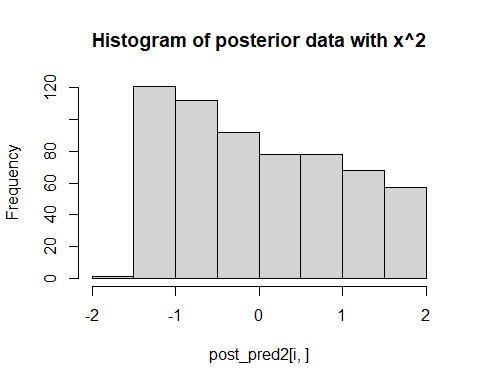 Histogram of posterior data with x^2
Frequency
120
80
60
40
20
0
-2 -1 0 1 2
post_pred2[i, ]